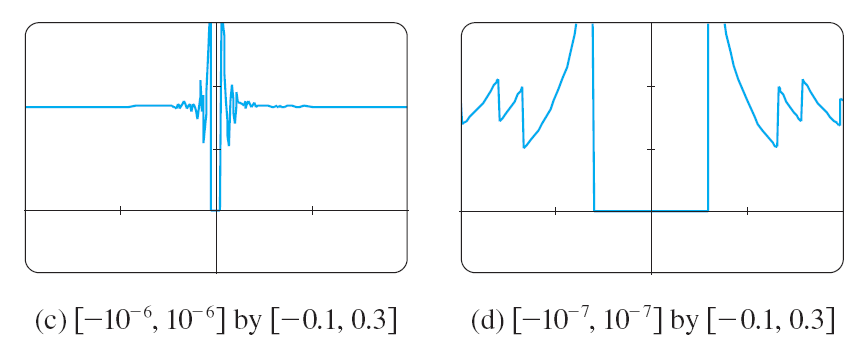 (c) [−10⁻⁶, 10⁻⁶] by [−0.1, 0.3]
(d) [−10⁻⁷, 10⁻⁷] by [−0.1, 0.3]